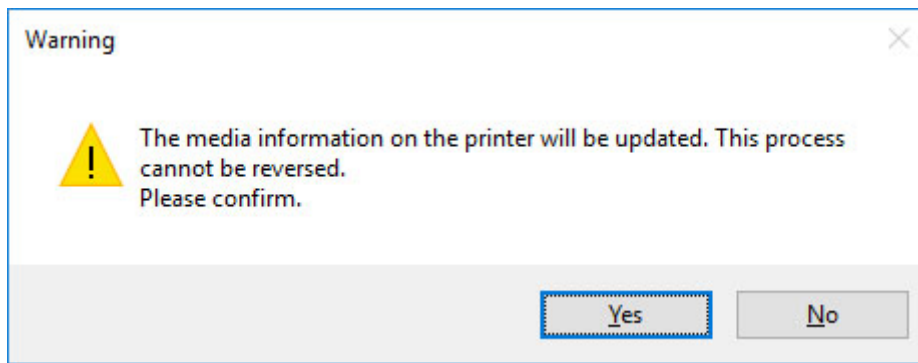 Warning
The media information on the printer will be updated. This process
cannot be reversed.
Please confirm.
Yes
No